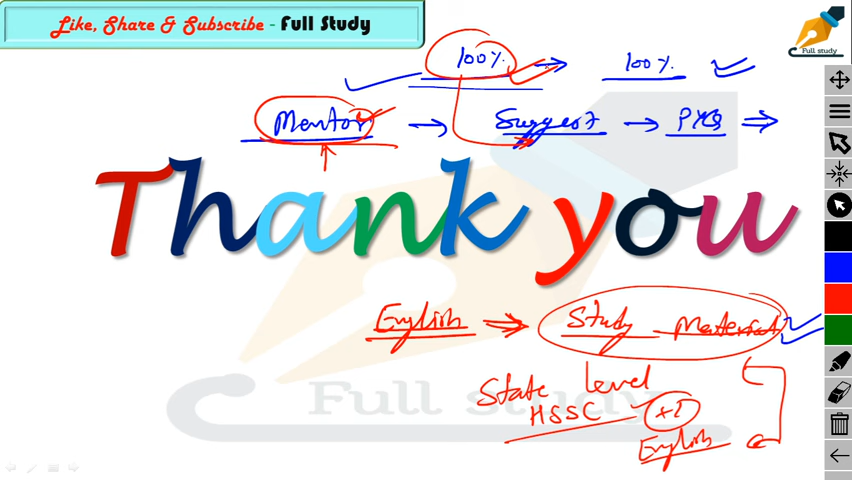 Like, Share & Subscribe - Full Study
Full study
100% → 100%
Mentor → Suggest → PYQ ⇒
Thank you
English ⇒ Study Material
State level
HSSC
English
Full study